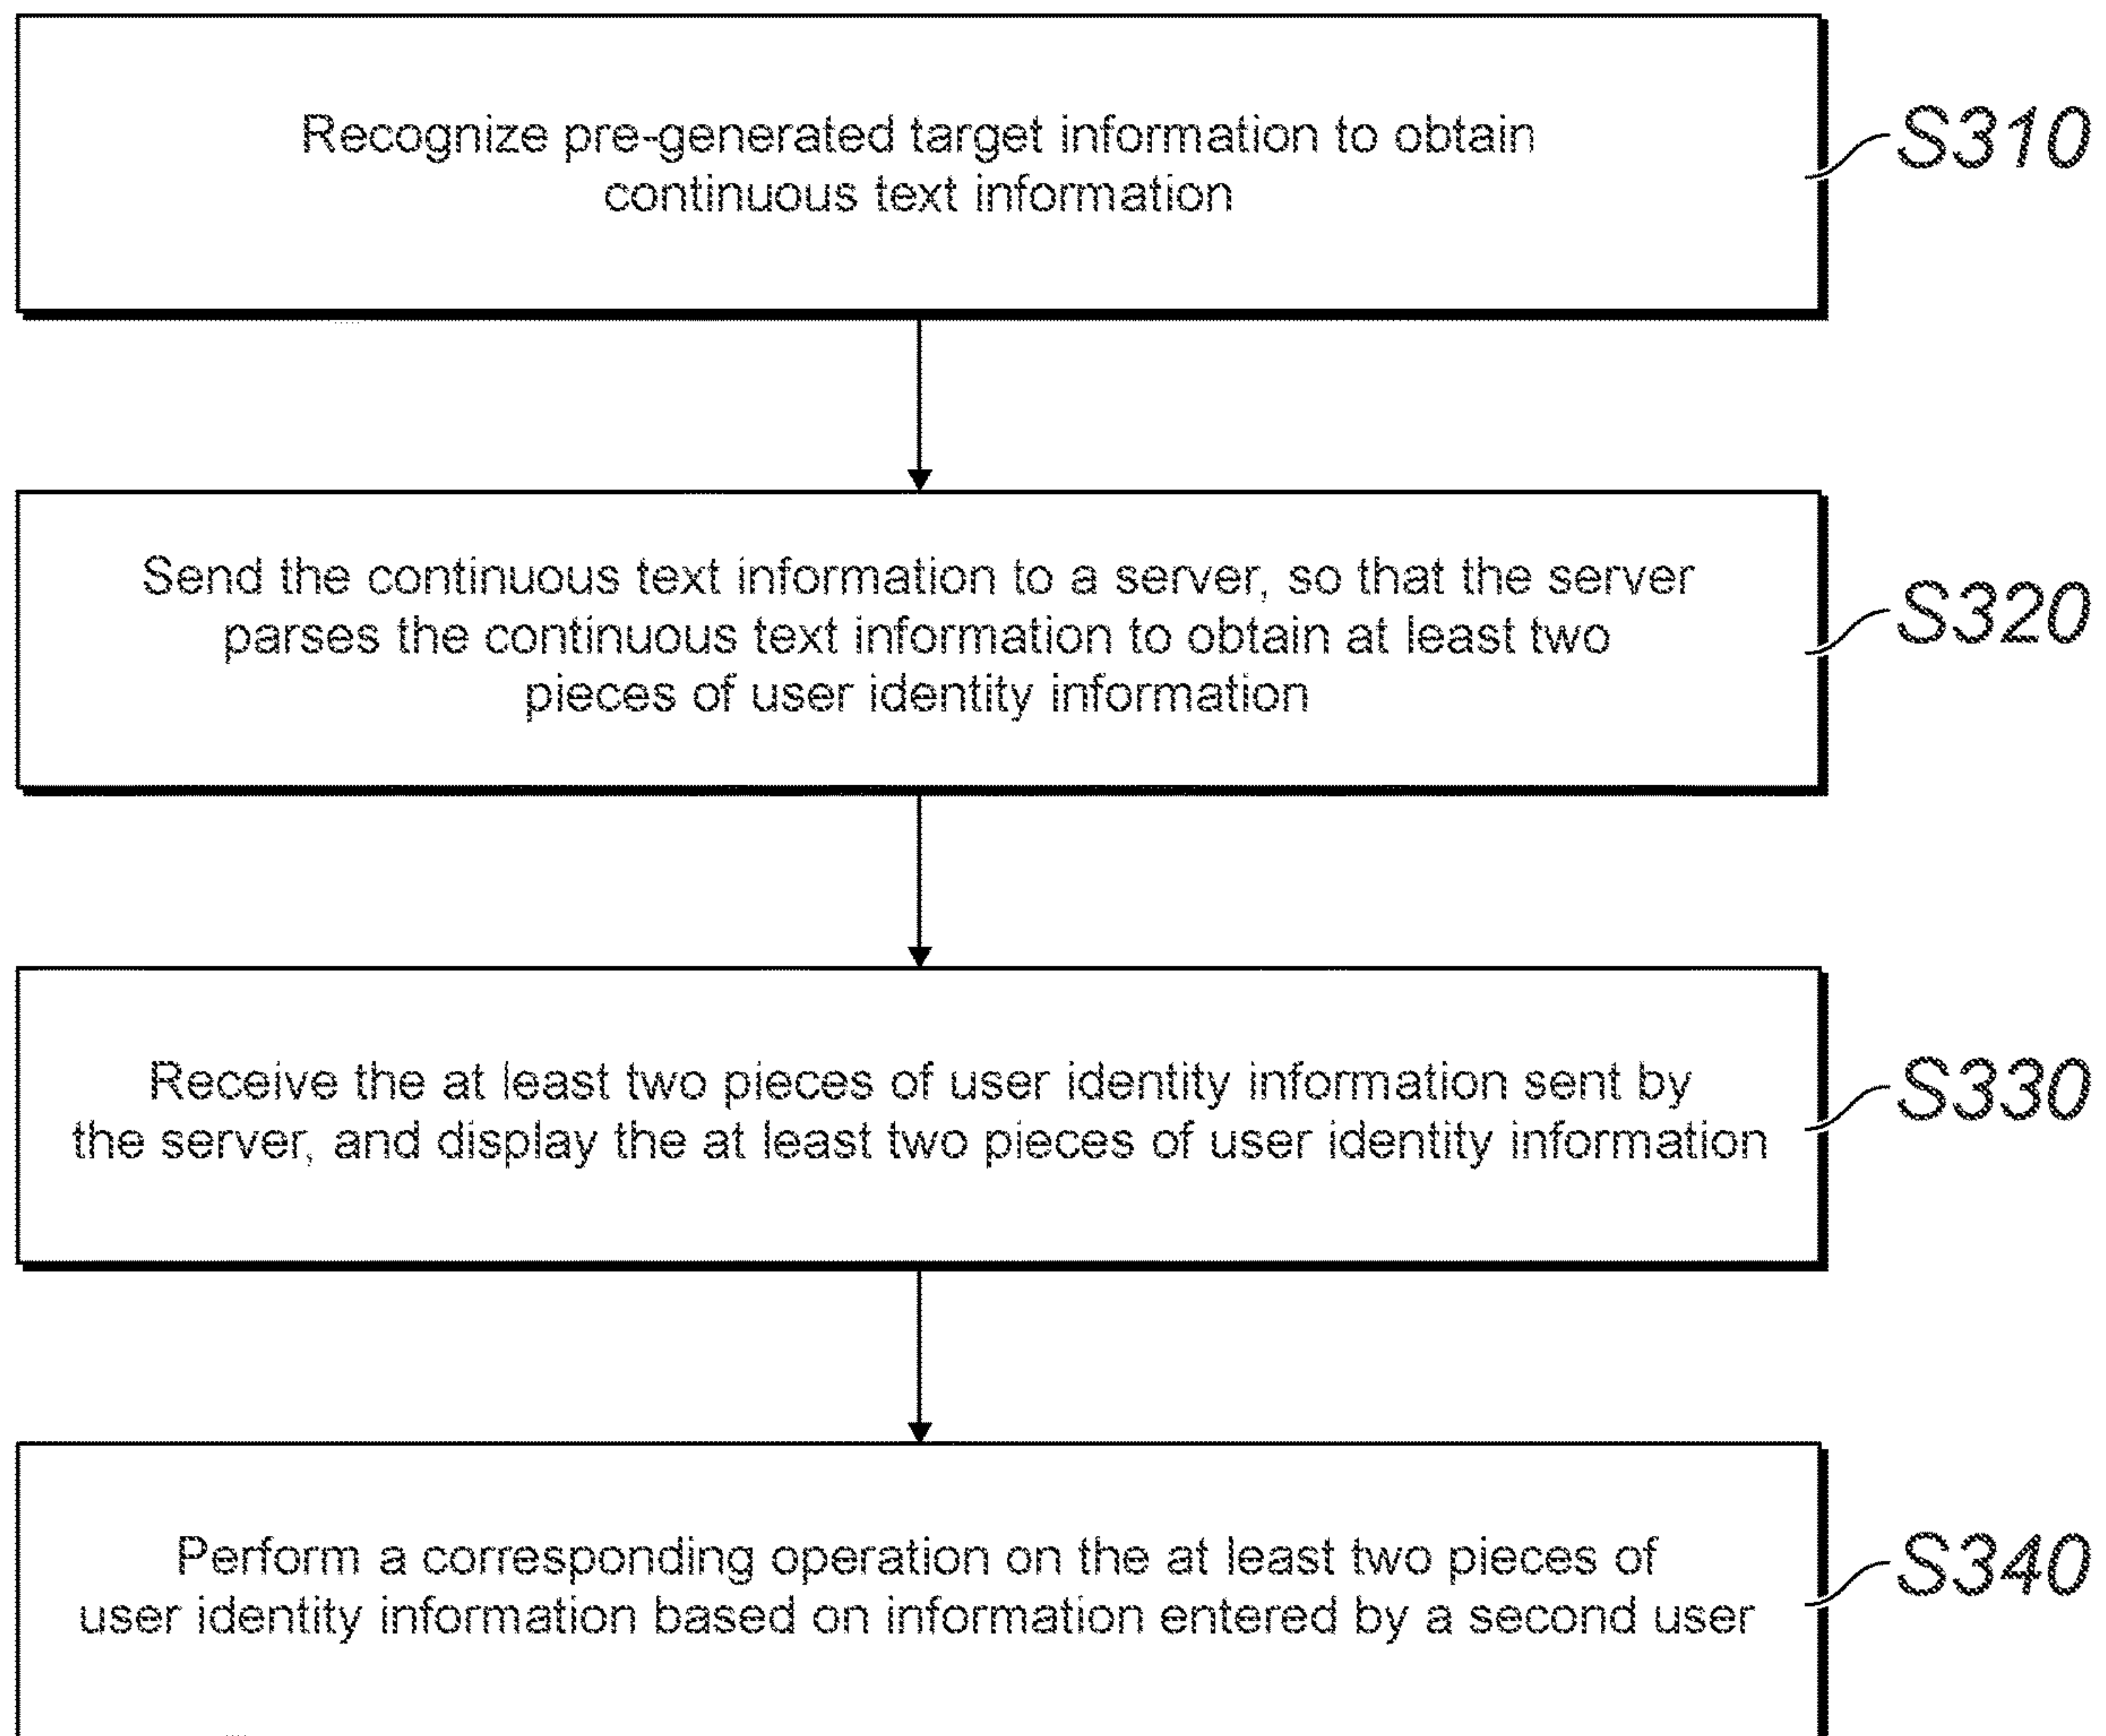 Recognize pre-generated target information to obtain
continuous text information
S310
Send the continuous text information to a server, so that the server
parses the continuous text information to obtain at least two
pieces of user identity information
S320
Receive the at least two pieces of user identity information sent by
the server, and display the at least two pieces of user identity information
S330
Perform a corresponding operation on the at least two pieces of
user identity information based on information entered by a second user
S340